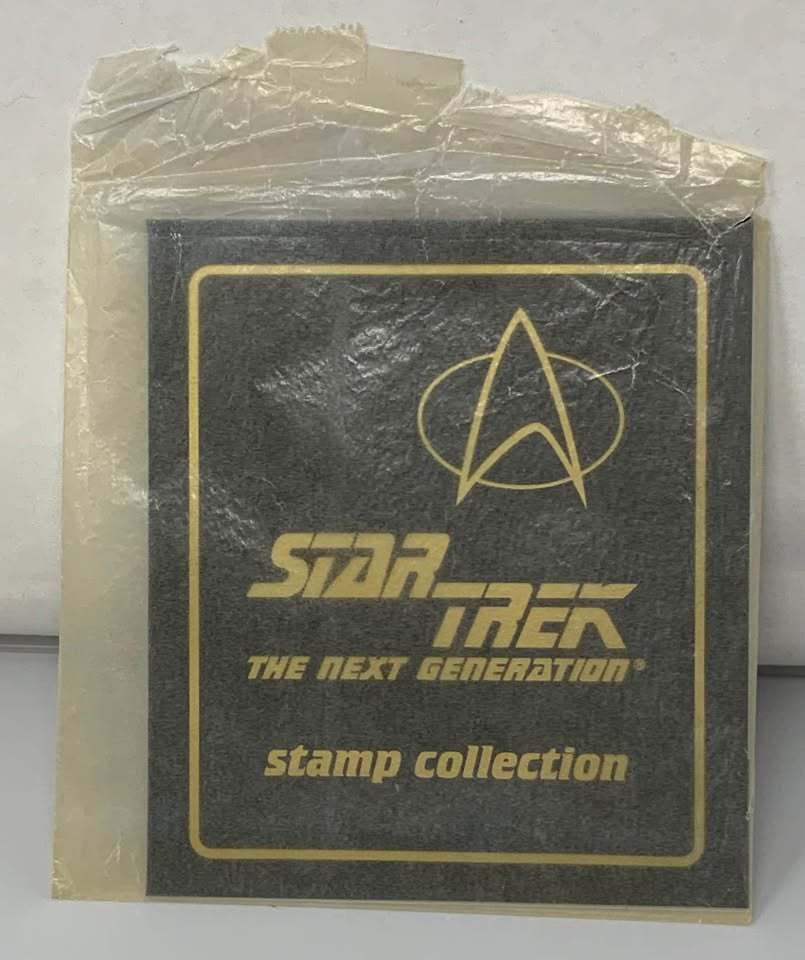 STAR
TREK
THE NEXT GENERATION®
stamp collection